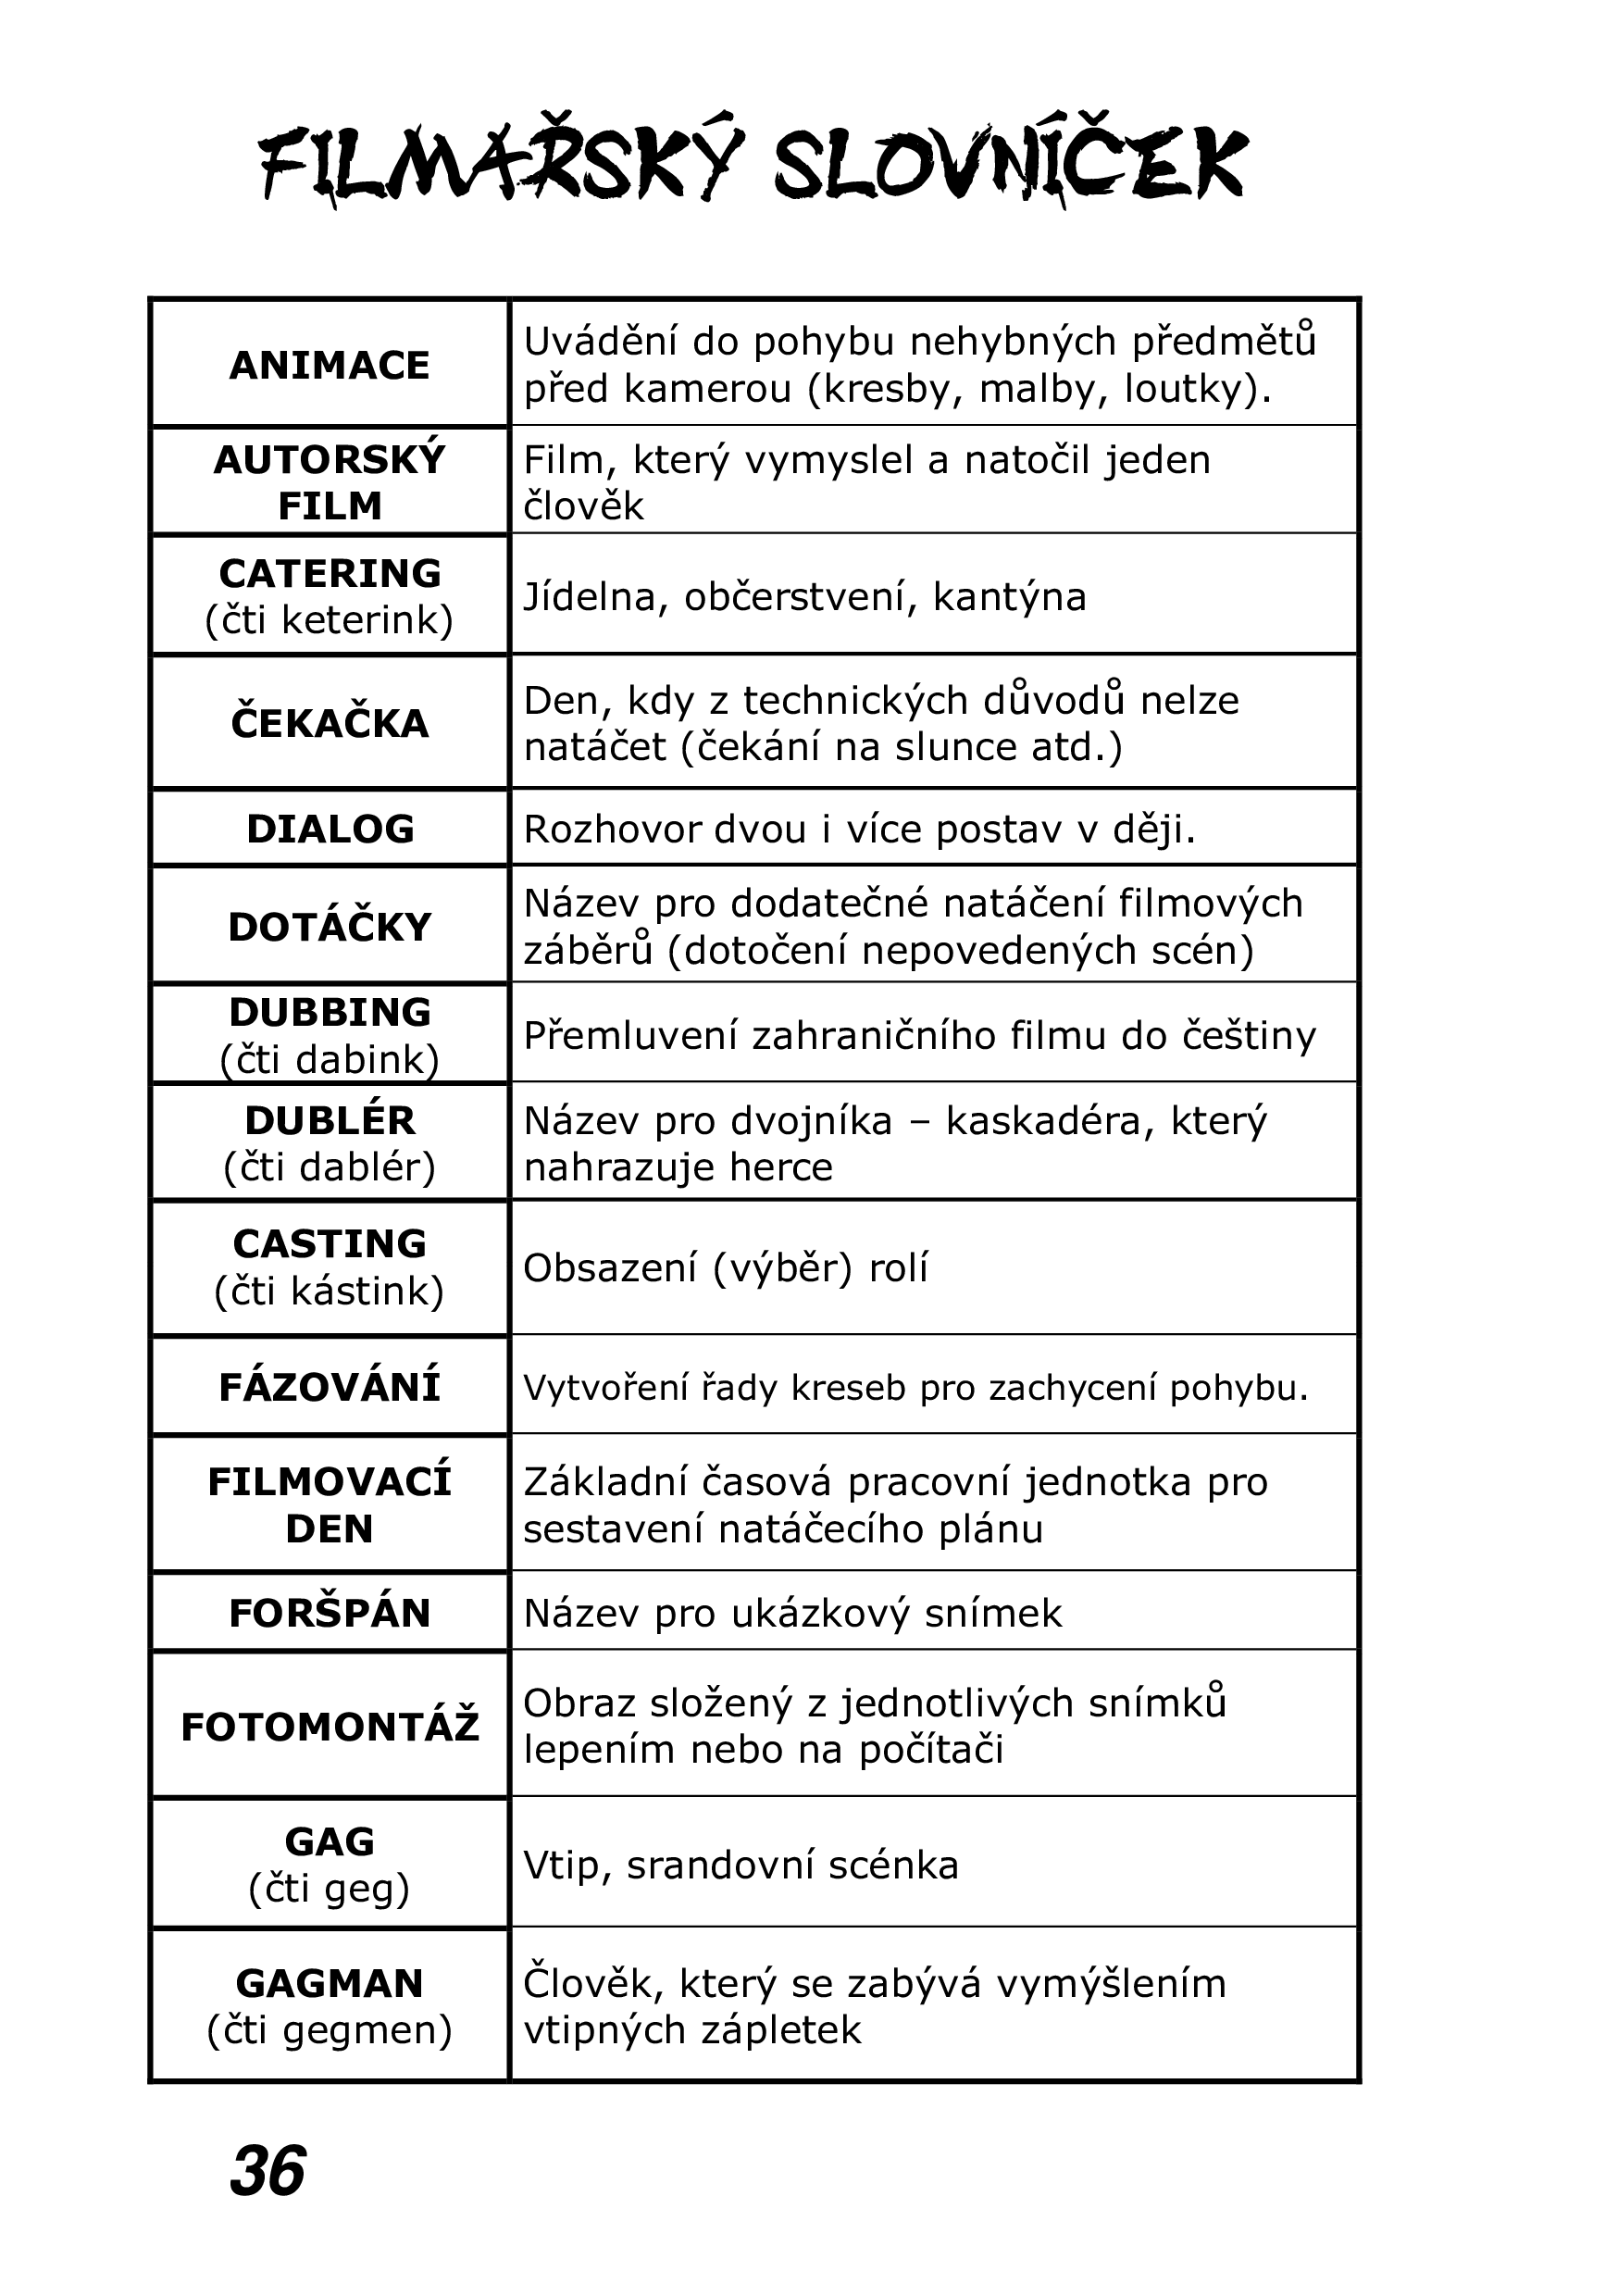 FILMAŘSKÝ SLOVNÍČEK
ANIMACE
Uvádění do pohybu nehybných předmětů
před kamerou (kresby, malby, loutky).
AUTORSKÝ
FILM
Film, který vymyslel a natočil jeden
člověk
CATERING
(čti keterink)
Jídelna, občerstvení, kantýna
ČEKAČKA
Den, kdy z technických důvodů nelze
natáčet (čekání na slunce atd.)
DIALOG
Rozhovor dvou i více postav v ději.
DOTÁČKY
Název pro dodatečné natáčení filmových
záběrů (dotočení nepovedených scén)
DUBBING
(čti dabink)
Přemluvení zahraničního filmu do češtiny
DUBLÉR
(čti dablér)
Název pro dvojníka – kaskadéra, který
nahrazuje herce
CASTING
(čti kástink)
Obsazení (výběr) rolí
FÁZOVÁNÍ
Vytvoření řady kreseb pro zachycení pohybu.
FILMOVACÍ
DEN
Základní časová pracovní jednotka pro
sestavení natáčecího plánu
FORŠPÁN
Název pro ukázkový snímek
FOTOMONTÁŽ
Obraz složený z jednotlivých snímků
lepením nebo na počítači
GAG
(čti geg)
Vtip, srandovní scénka
GAGMAN
(čti gegmen)
Člověk, který se zabývá vymýšlením
vtipných zápletek
36